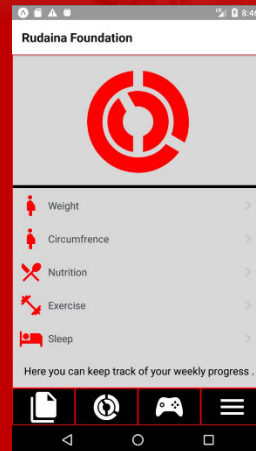 8:46
Rudaina Foundation
Weight
Circumfrence
Nutrition
Exercise
Sleep
Here you can keep track of your weekly progress .